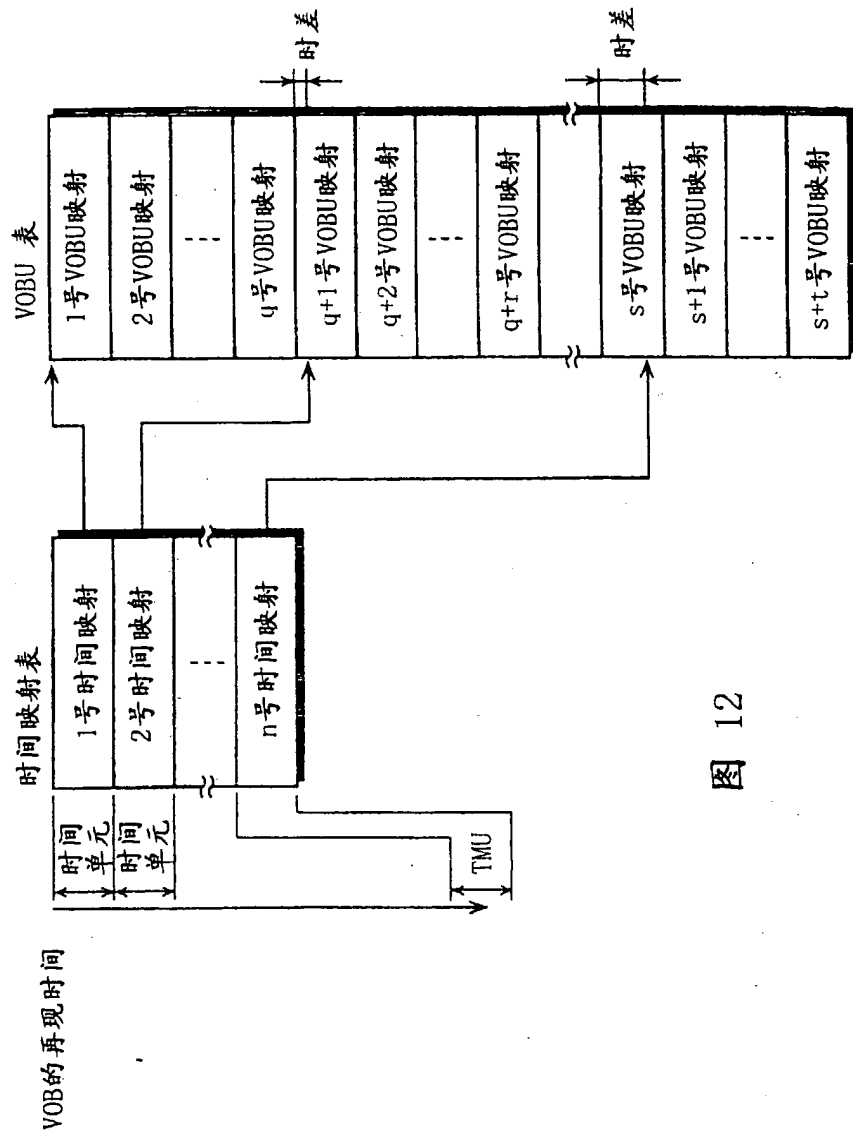 VOB的再现时间
时间
单元
时间
单元
TMU
时间映射表
1号时间映射
2号时间映射
---
n号时间映射
VOBU 表
1号VOBU映射
2号VOBU映射
---
q号VOBU映射
q+1号VOBU映射
q+2号VOBU映射
---
q+r号VOBU映射
s号VOBU映射
s+1号VOBU映射
---
s+t号VOBU映射
时差
时差
图 12